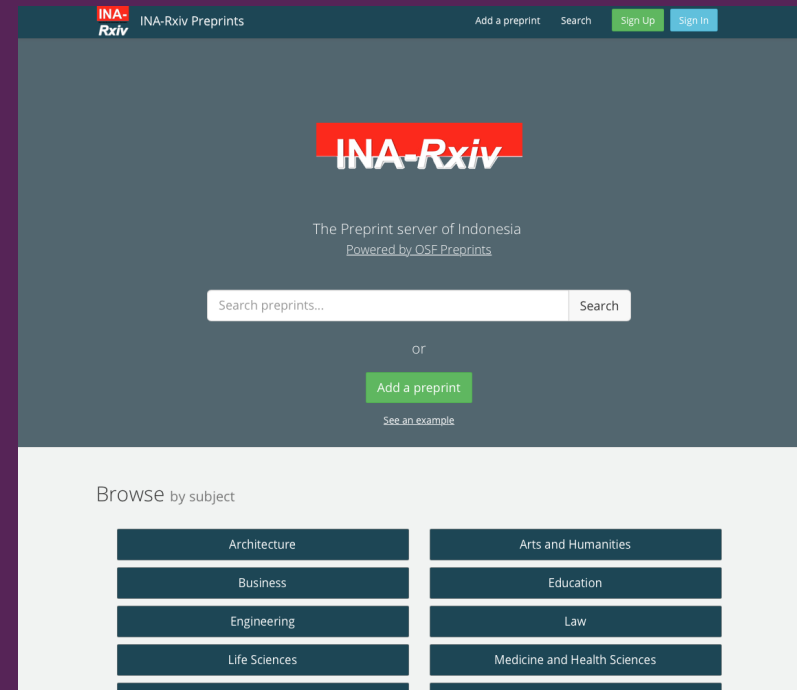 INA-
Rxiv
INA-Rxiv Preprints
Add a preprint
Search
Sign Up
Sign In
INA-Rxiv
The Preprint server of Indonesia
Powered by OSF Preprints
Search preprints...
Search
or
Add a preprint
See an example
Browse by subject
Architecture
Arts and Humanities
Business
Education
Engineering
Law
Life Sciences
Medicine and Health Sciences